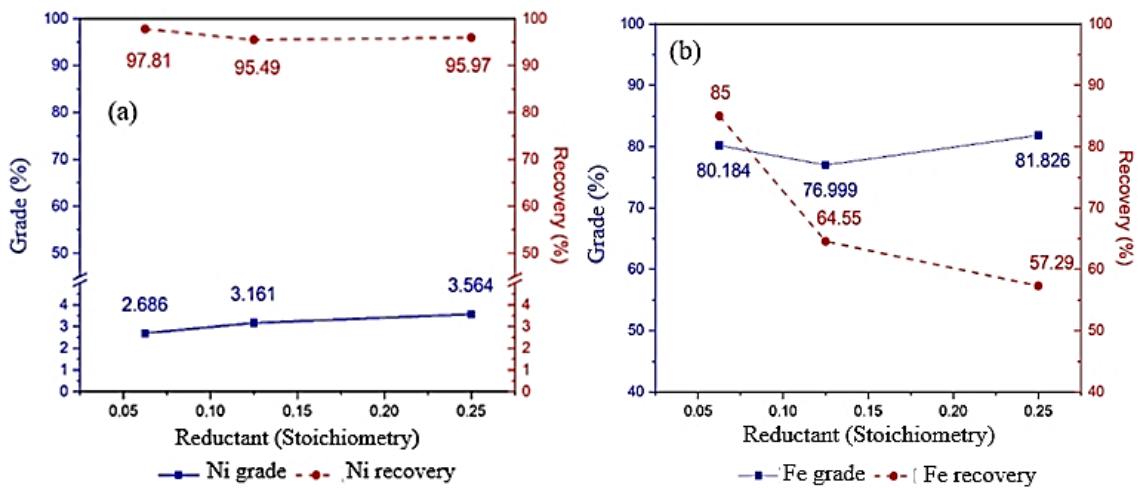 100 100
90 97.81 95.49 95.97 90
(a)
80 80
70 70
60 60
50 50
Grade (%)
Recovery (%)
2.686 3.161 3.564
4 4
3 3
2 2
1 1
0 0
0.05 0.10 0.15 0.20 0.25
Reductant (Stoichiometry)
Ni grade Ni recovery
100 100
(b)
90 90
85
80 80
80.184 76.999 81.826
70 70
64.55
60 60
57.29
50 50
40 40
Grade (%)
Recovery (%)
0.05 0.10 0.15 0.20 0.25
Reductant (Stoichiometry)
Fe grade Fe recovery